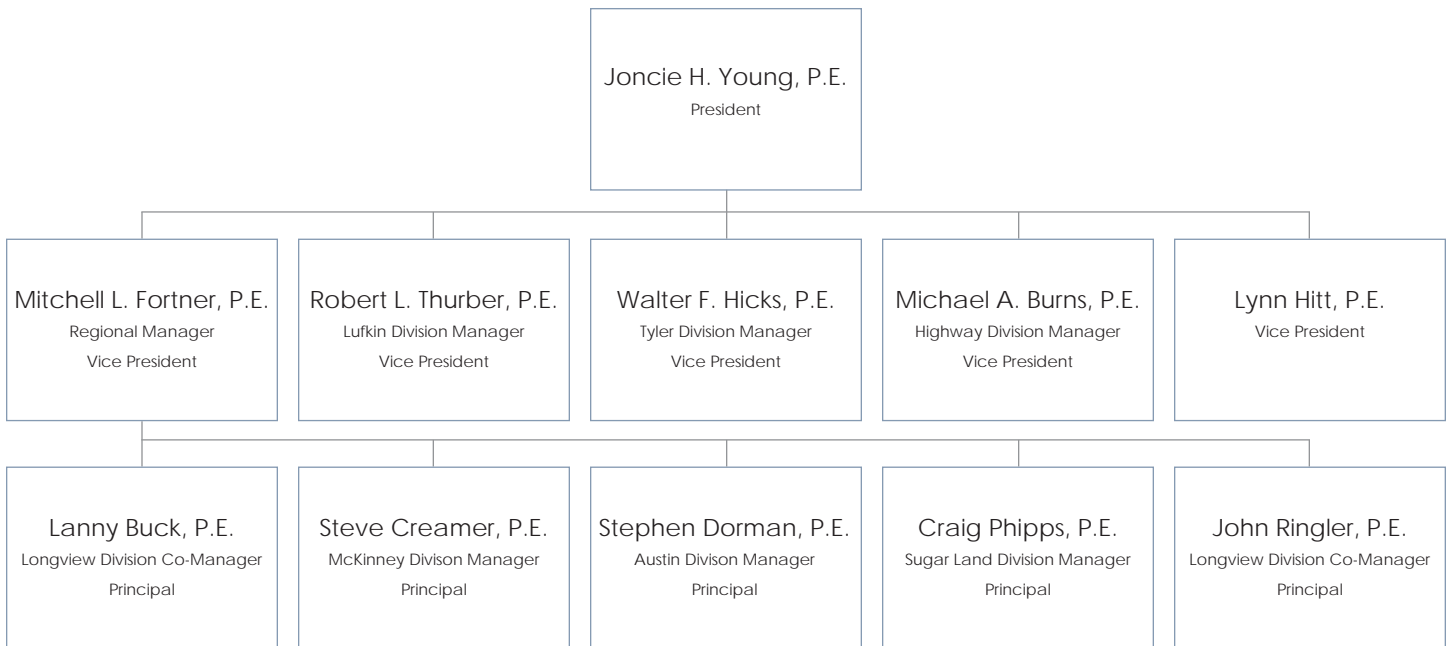 Joncie H. Young, P.E.
President
Mitchell L. Fortner, P.E.
Regional Manager
Vice President
Robert L. Thurber, P.E.
Lufkin Division Manager
Vice President
Walter F. Hicks, P.E.
Tyler Division Manager
Vice President
Michael A. Burns, P.E.
Highway Division Manager
Vice President
Lynn Hitt, P.E.
Vice President
Lanny Buck, P.E.
Longview Division Co-Manager
Principal
Steve Creamer, P.E.
McKinney Divison Manager
Principal
Stephen Dorman, P.E.
Austin Divison Manager
Principal
Craig Phipps, P.E.
Sugar Land Division Manager
Principal
John Ringler, P.E.
Longview Division Co-Manager
Principal